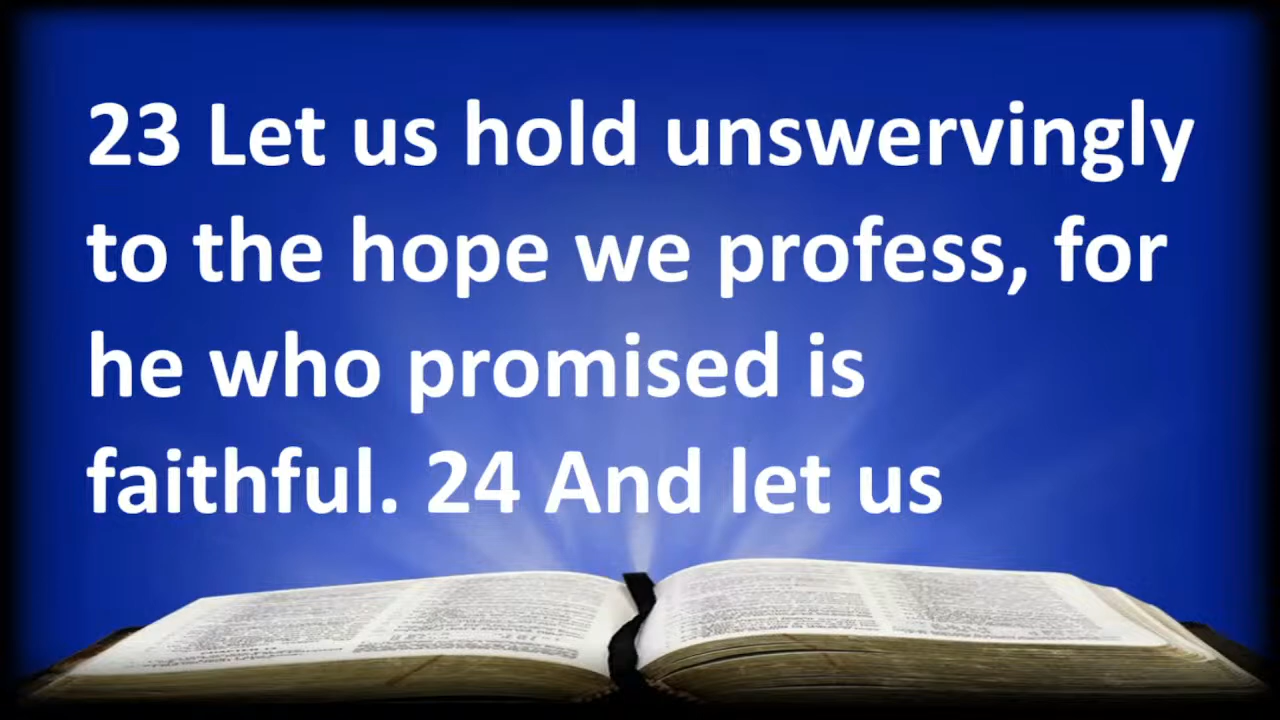 23 Let us hold unswervingly
to the hope we profess, for
he who promised is
faithful. 24 And let us